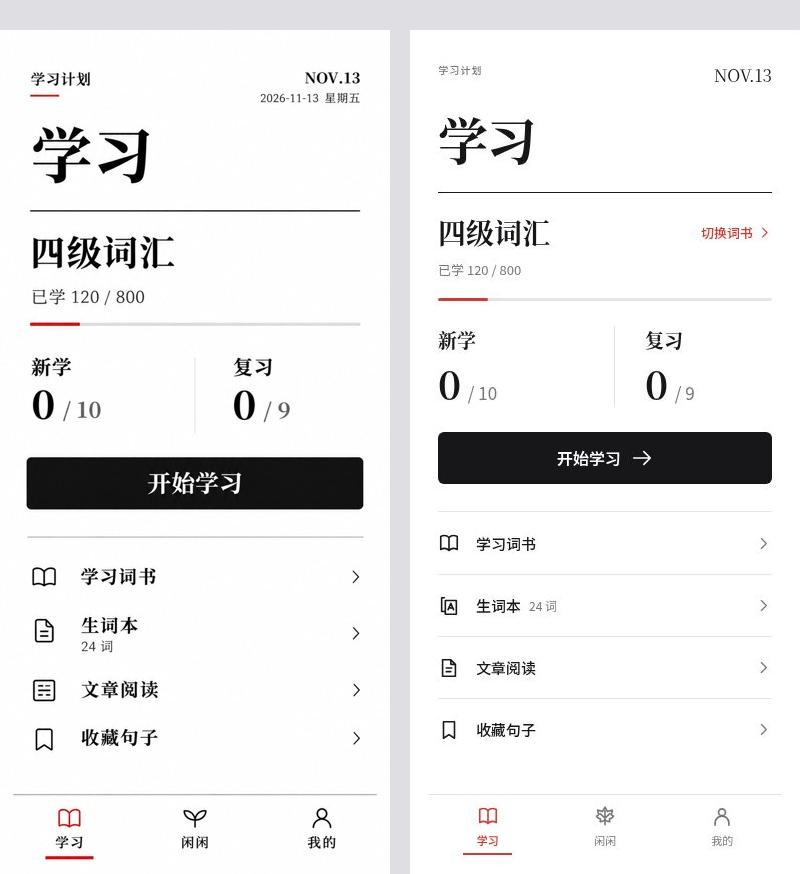 学习计划
NOV.13
2026-11-13 星期五
学习
四级词汇
已学 120 / 800
新学
复习
0 / 10
0 / 9
开始学习
学习词书
生词本
24 词
文章阅读
收藏句子
学习
闲闲
我的
学习计划
NOV.13
学习
四级词汇
切换词书
已学 120 / 800
新学
复习
0 / 10
0 / 9
开始学习
学习词书
A
生词本 24 词
文章阅读
收藏句子
学习
闲闲
我的